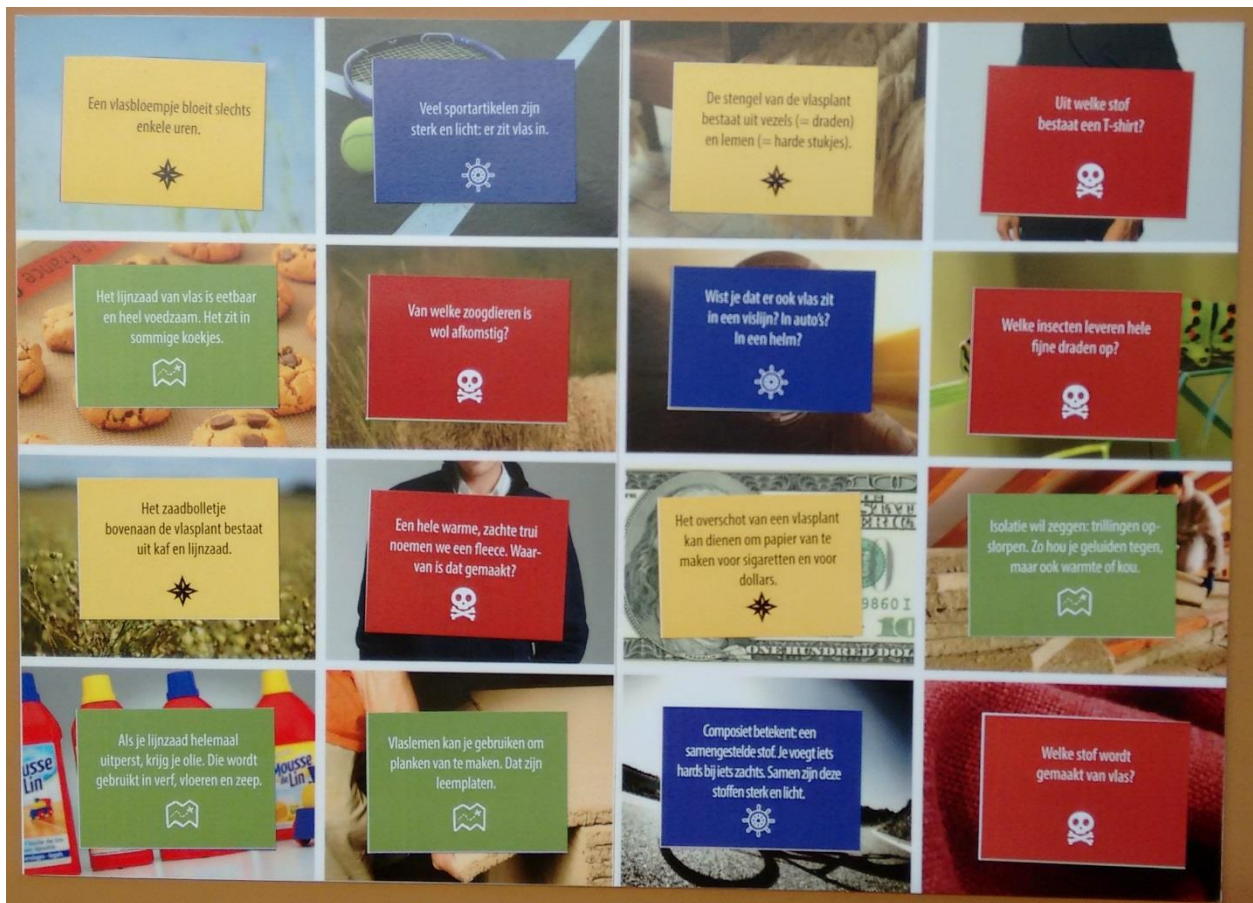 Een vlasbloempje bloeit slechts
enkele uren.
Veel sportartikelen zijn
sterk en licht: er zit vlas in.
De stengel van de vlasplant
bestaat uit vezels (= draden)
en lemen (= harde stukjes).
Uit welke stof
bestaat een T-shirt?
Het lijnzaad van vlas is eetbaar
en heel voedzaam. Het zit in
sommige koekjes.
Van welke zoogdieren is
wol afkomstig?
Wist je dat er ook vlas zit
in een vislijn? In auto's?
In een helm?
Welke insecten leveren hele
fijne draden op?
Het zaadbolletje
bovenaan de vlasplant bestaat
uit kaf en lijnzaad.
Een hele warme, zachte trui
noemen we een fleece. Waar-
van is dat gemaakt?
Het overschot van een vlasplant
kan dienen om papier van te
maken voor sigaretten en voor
dollars.
9860 I
ONE HUNDRED DOL
Isolatie wil zeggen: trillingen op-
slorpen. Zo hou je geluiden tegen,
maar ook warmte of kou.
Als je lijnzaad helemaal
uitperst, krijg je olie. Die wordt
gebruikt in verf, vloeren en zeep.
usse
Lin
Mousse
Lin
Vlaslemen kan je gebruiken om
planken van te maken. Dat zijn
leemplaten.
Composiet betekent: een
samengestelde stof. Je voegt iets
hards bij iets zachts. Samen zijn deze
stoffen sterk en licht.
Welke stof wordt
gemaakt van vlas?